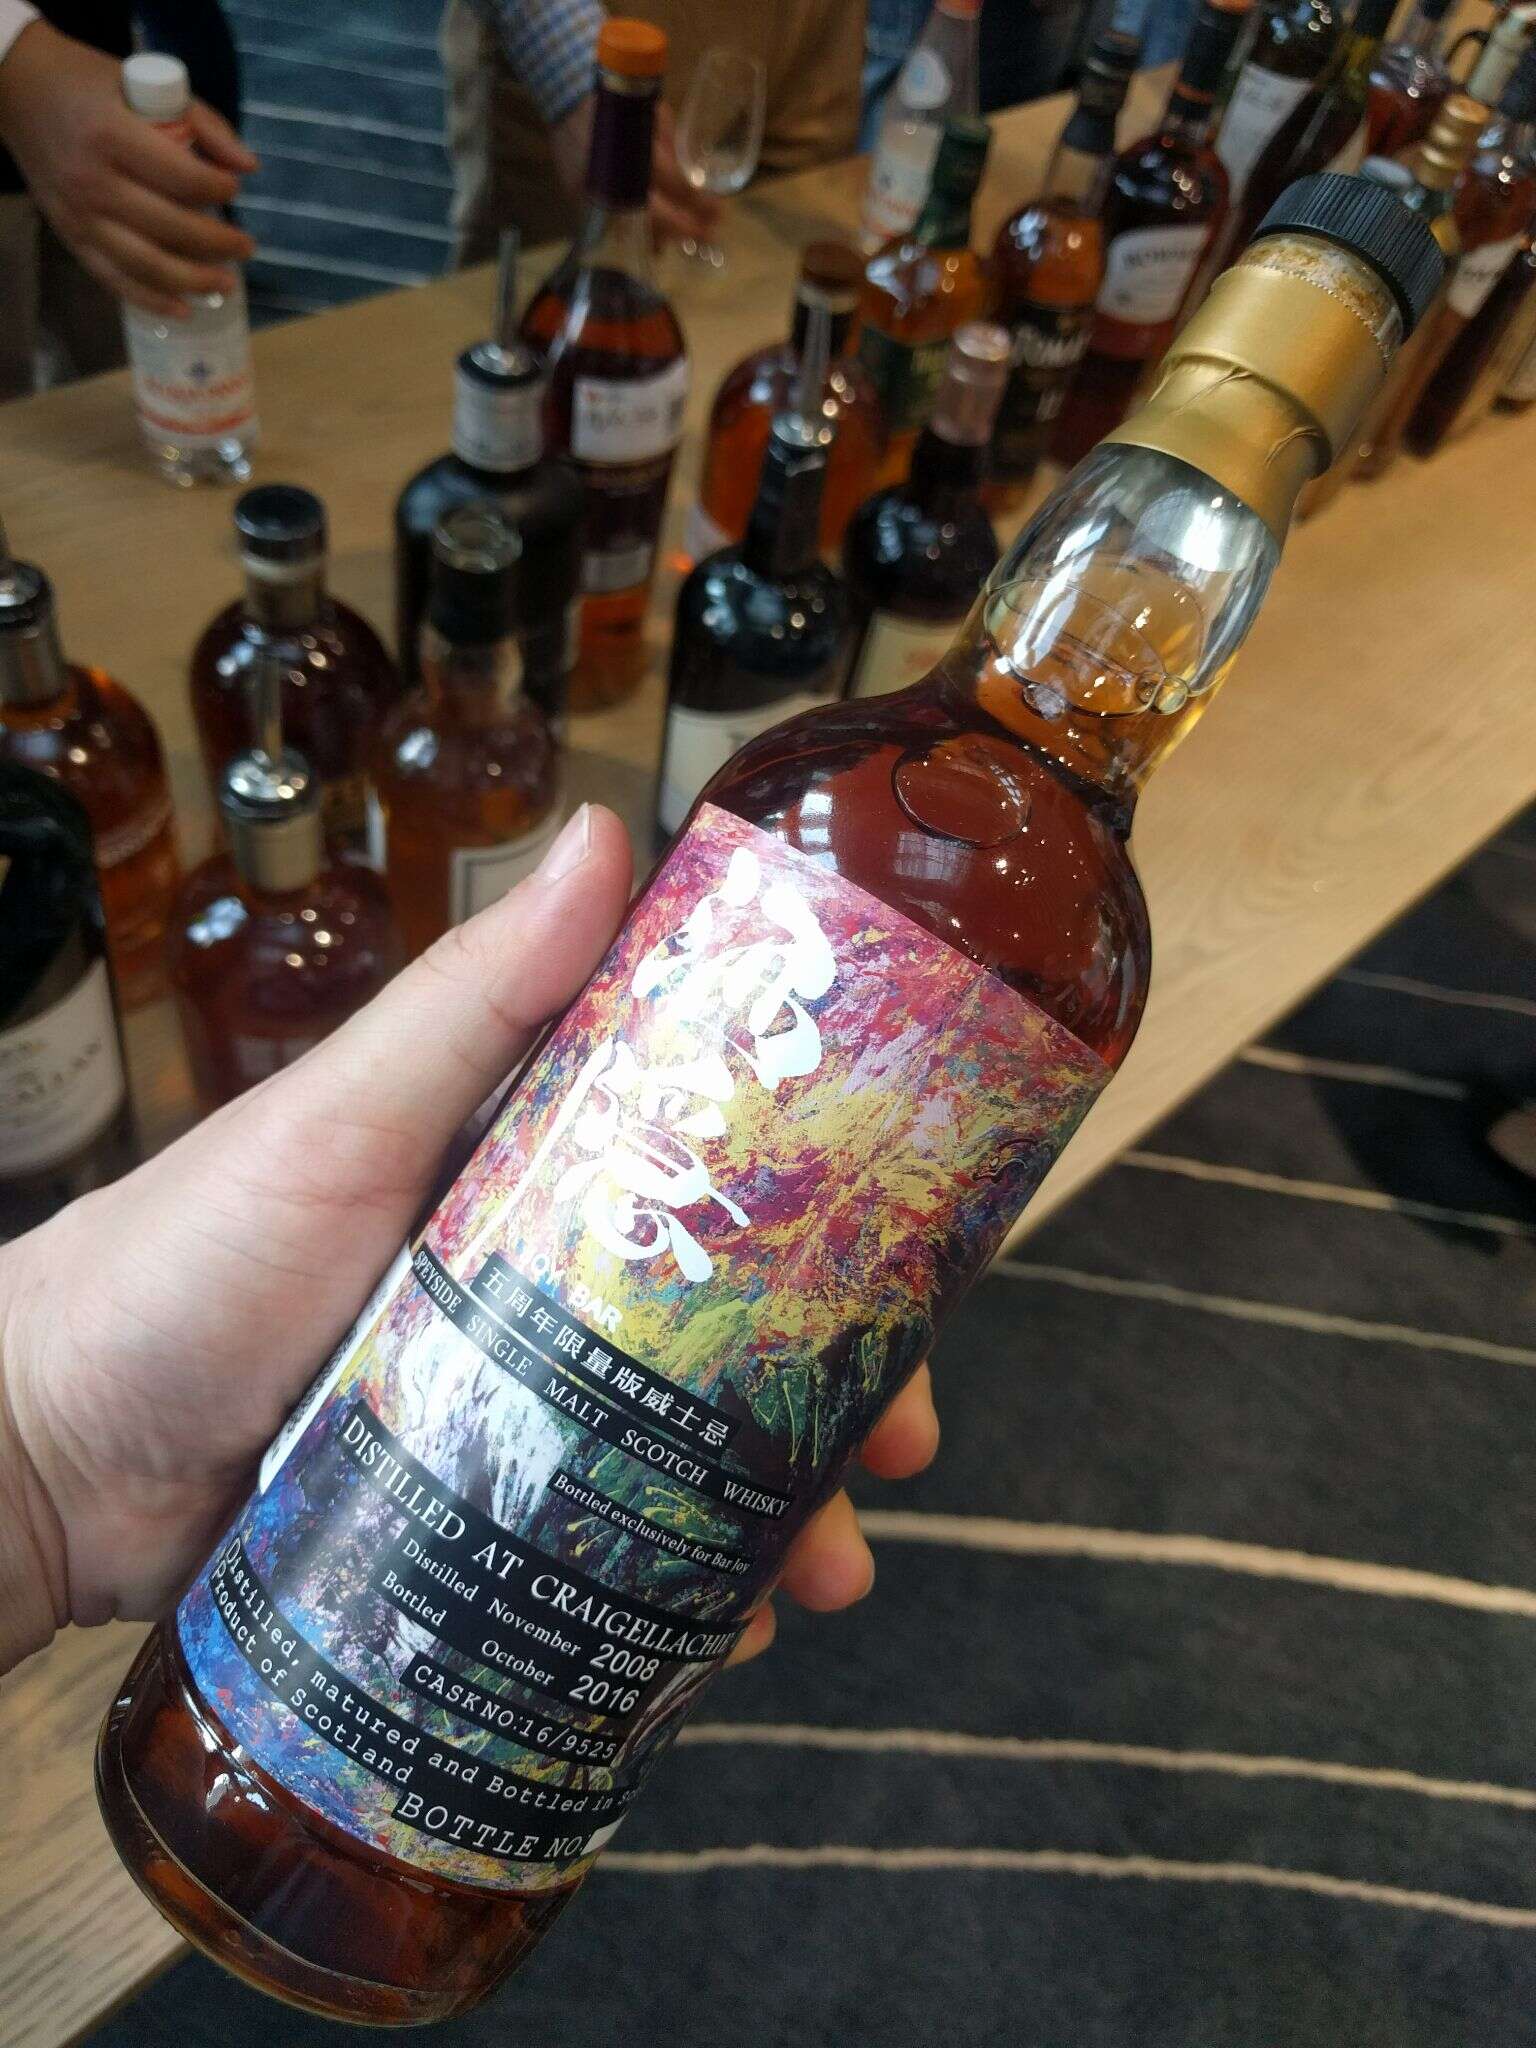 JOY BAR
五周年限量版威士忌
SPEYSIDE SINGLE MALT SCOTCH WHISKY
Bottled exclusively for Bar Joy
DISTILLED AT CRAIGELLACHIE
Distilled November 2008
Bottled October 2016
CASK NO:16/9525
Distilled, matured and Bottled in
Product of Scotland
BOTTLE NO: